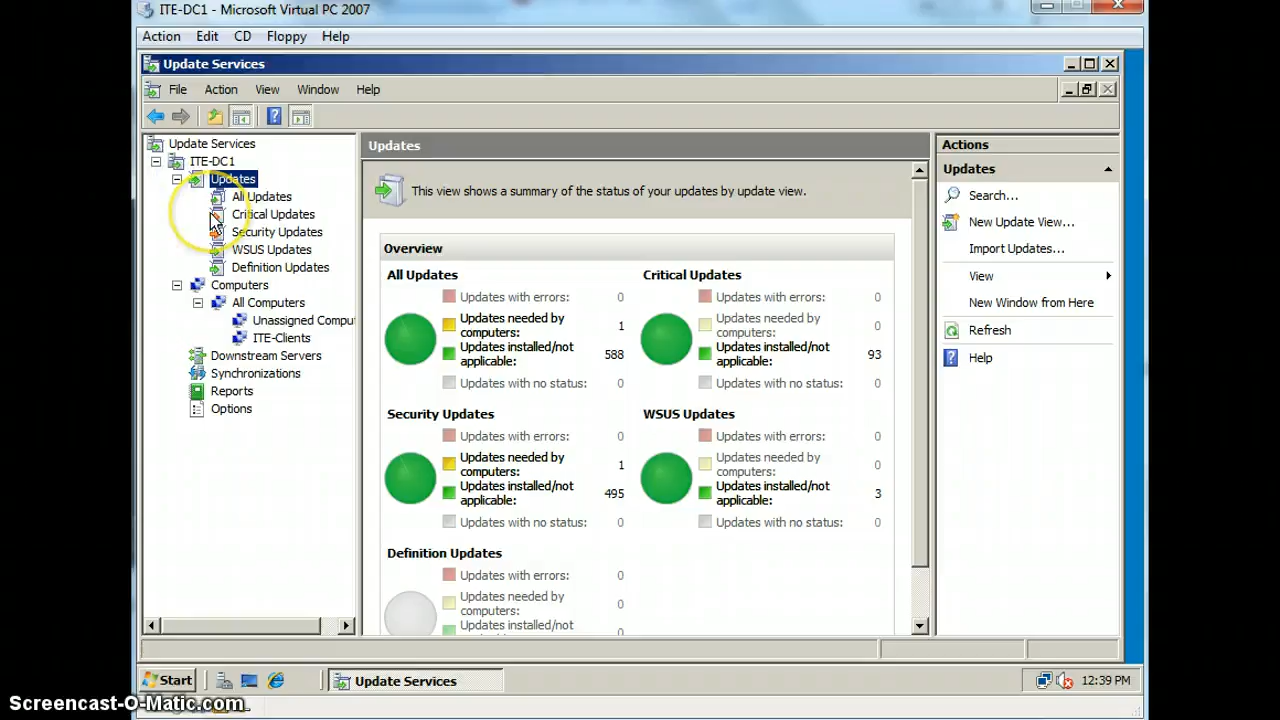 ITE-DC1 - Microsoft Virtual PC 2007
Action Edit CD Floppy Help
Update Services
File Action View Window Help
Update Services
ITE-DC1
Updates
All Updates
Critical Updates
Security Updates
WSUS Updates
Definition Updates
Computers
All Computers
Unassigned Compu
ITE-Clients
Downstream Servers
Synchronizations
Reports
Options
Updates
This view shows a summary of the status of your updates by update view.
Overview
All Updates
Updates with errors: 0
Updates needed by
computers: 1
Updates installed/not
applicable: 588
Updates with no status: 0
Critical Updates
Updates with errors: 0
Updates needed by
computers: 0
Updates installed/not
applicable: 93
Updates with no status: 0
Security Updates
Updates with errors: 0
Updates needed by
computers: 1
Updates installed/not
applicable: 495
Updates with no status: 0
WSUS Updates
Updates with errors: 0
Updates needed by
computers: 0
Updates installed/not
applicable: 3
Updates with no status: 0
Definition Updates
Updates with errors: 0
Updates needed by
computers: 0
Updates installed/not
0
Actions
Updates
Search...
New Update View...
Import Updates...
View
New Window from Here
Refresh
Help
Start
Update Services
12:39 PM
Screencast-O-Matic.com